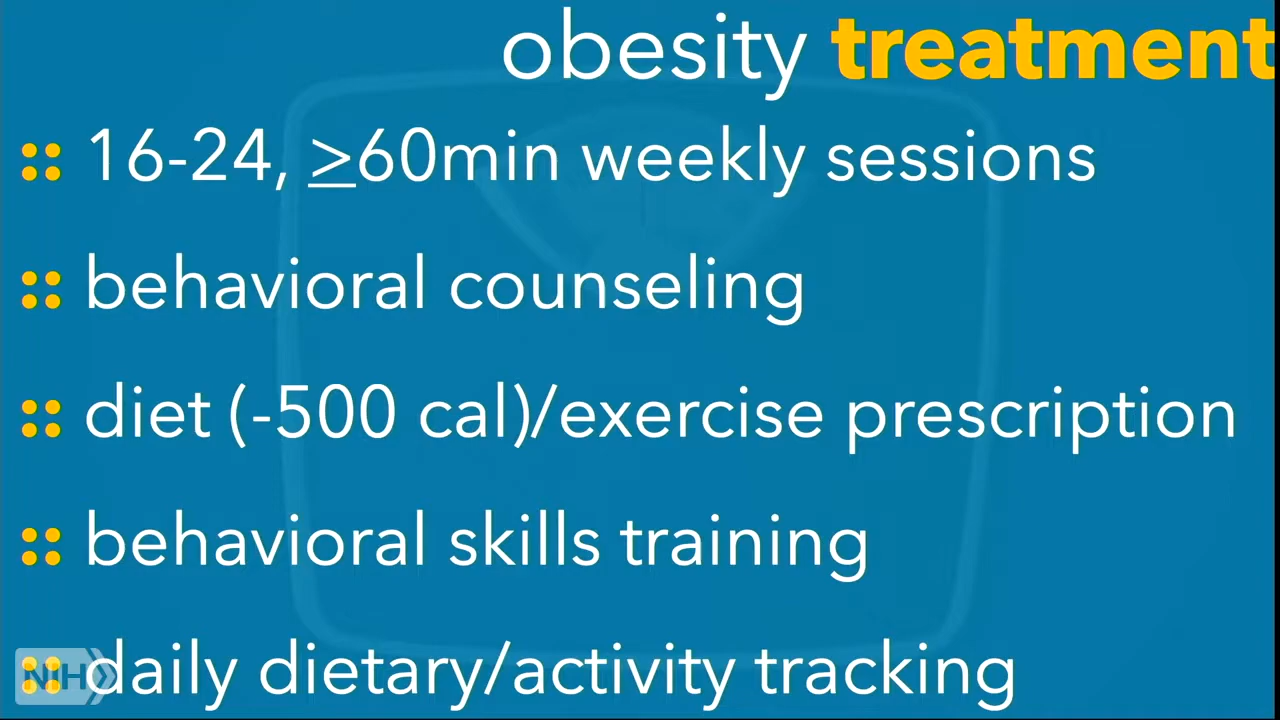 obesity treatment
16-24, ≥60min weekly sessions
behavioral counseling
diet (-500 cal)/exercise prescription
behavioral skills training
daily dietary/activity tracking
NIH